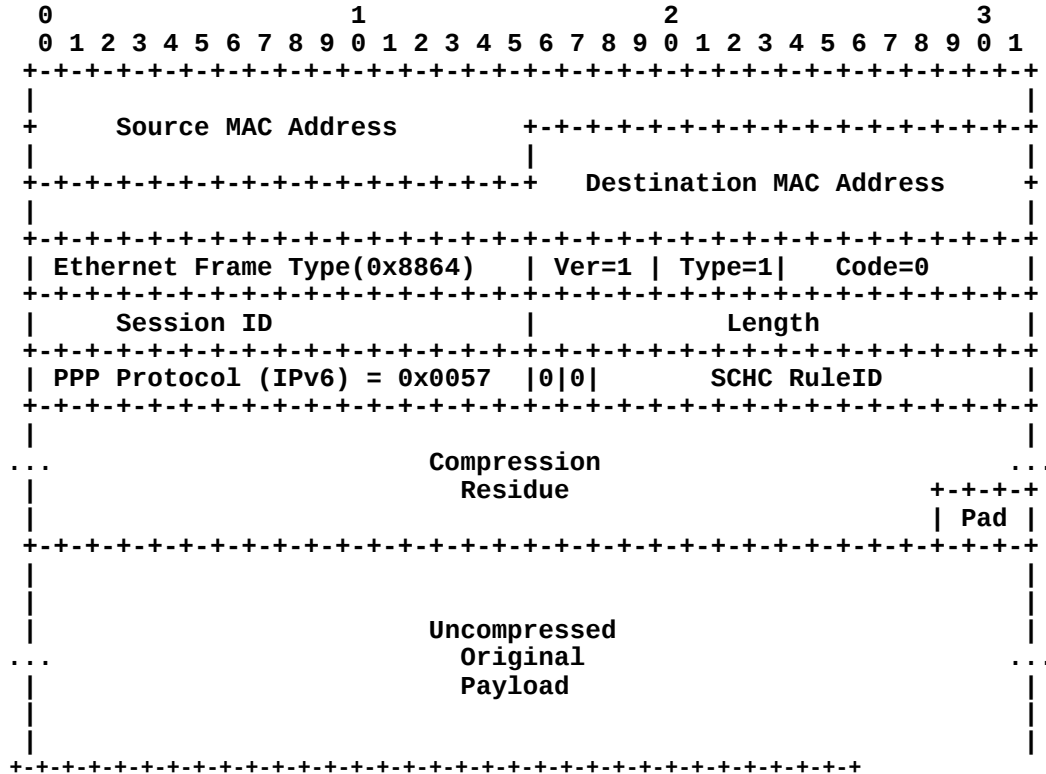 0                   1                   2                   3
  0 1 2 3 4 5 6 7 8 9 0 1 2 3 4 5 6 7 8 9 0 1 2 3 4 5 6 7 8 9 0 1
 +-+-+-+-+-+-+-+-+-+-+-+-+-+-+-+-+-+-+-+-+-+-+-+-+-+-+-+-+-+-+-+-+
 |                                                               |
 +     Source MAC Address        +-+-+-+-+-+-+-+-+-+-+-+-+-+-+-+-+
 |                               |                               |
 +-+-+-+-+-+-+-+-+-+-+-+-+-+-+-+-+   Destination MAC Address     +
 |                                                               |
 +-+-+-+-+-+-+-+-+-+-+-+-+-+-+-+-+-+-+-+-+-+-+-+-+-+-+-+-+-+-+-+-+
 | Ethernet Frame Type(0x8864)   | Ver=1 | Type=1|   Code=0      |
 +-+-+-+-+-+-+-+-+-+-+-+-+-+-+-+-+-+-+-+-+-+-+-+-+-+-+-+-+-+-+-+-+
 |     Session ID                |            Length             |
 +-+-+-+-+-+-+-+-+-+-+-+-+-+-+-+-+-+-+-+-+-+-+-+-+-+-+-+-+-+-+-+-+
 | PPP Protocol (IPv6) = 0x0057  |0|0|       SCHC RuleID         |
 +-+-+-+-+-+-+-+-+-+-+-+-+-+-+-+-+-+-+-+-+-+-+-+-+-+-+-+-+-+-+-+-+
 |                                                               |
...                        Compression                          ...
 |                           Residue                       +-+-+-+
 |                                                         | Pad |
 +-+-+-+-+-+-+-+-+-+-+-+-+-+-+-+-+-+-+-+-+-+-+-+-+-+-+-+-+-+-+-+-+
 |                                                               |
 |                                                               |
 |                         Uncompressed                          |
...                          Original                           ...
 |                           Payload                             |
 |                                                               |
 |                                                               |
+-+-+-+-+-+-+-+-+-+-+-+-+-+-+-+-+-+-+-+-+-+-+-+-+-+-+-+-+-+-+-+-+